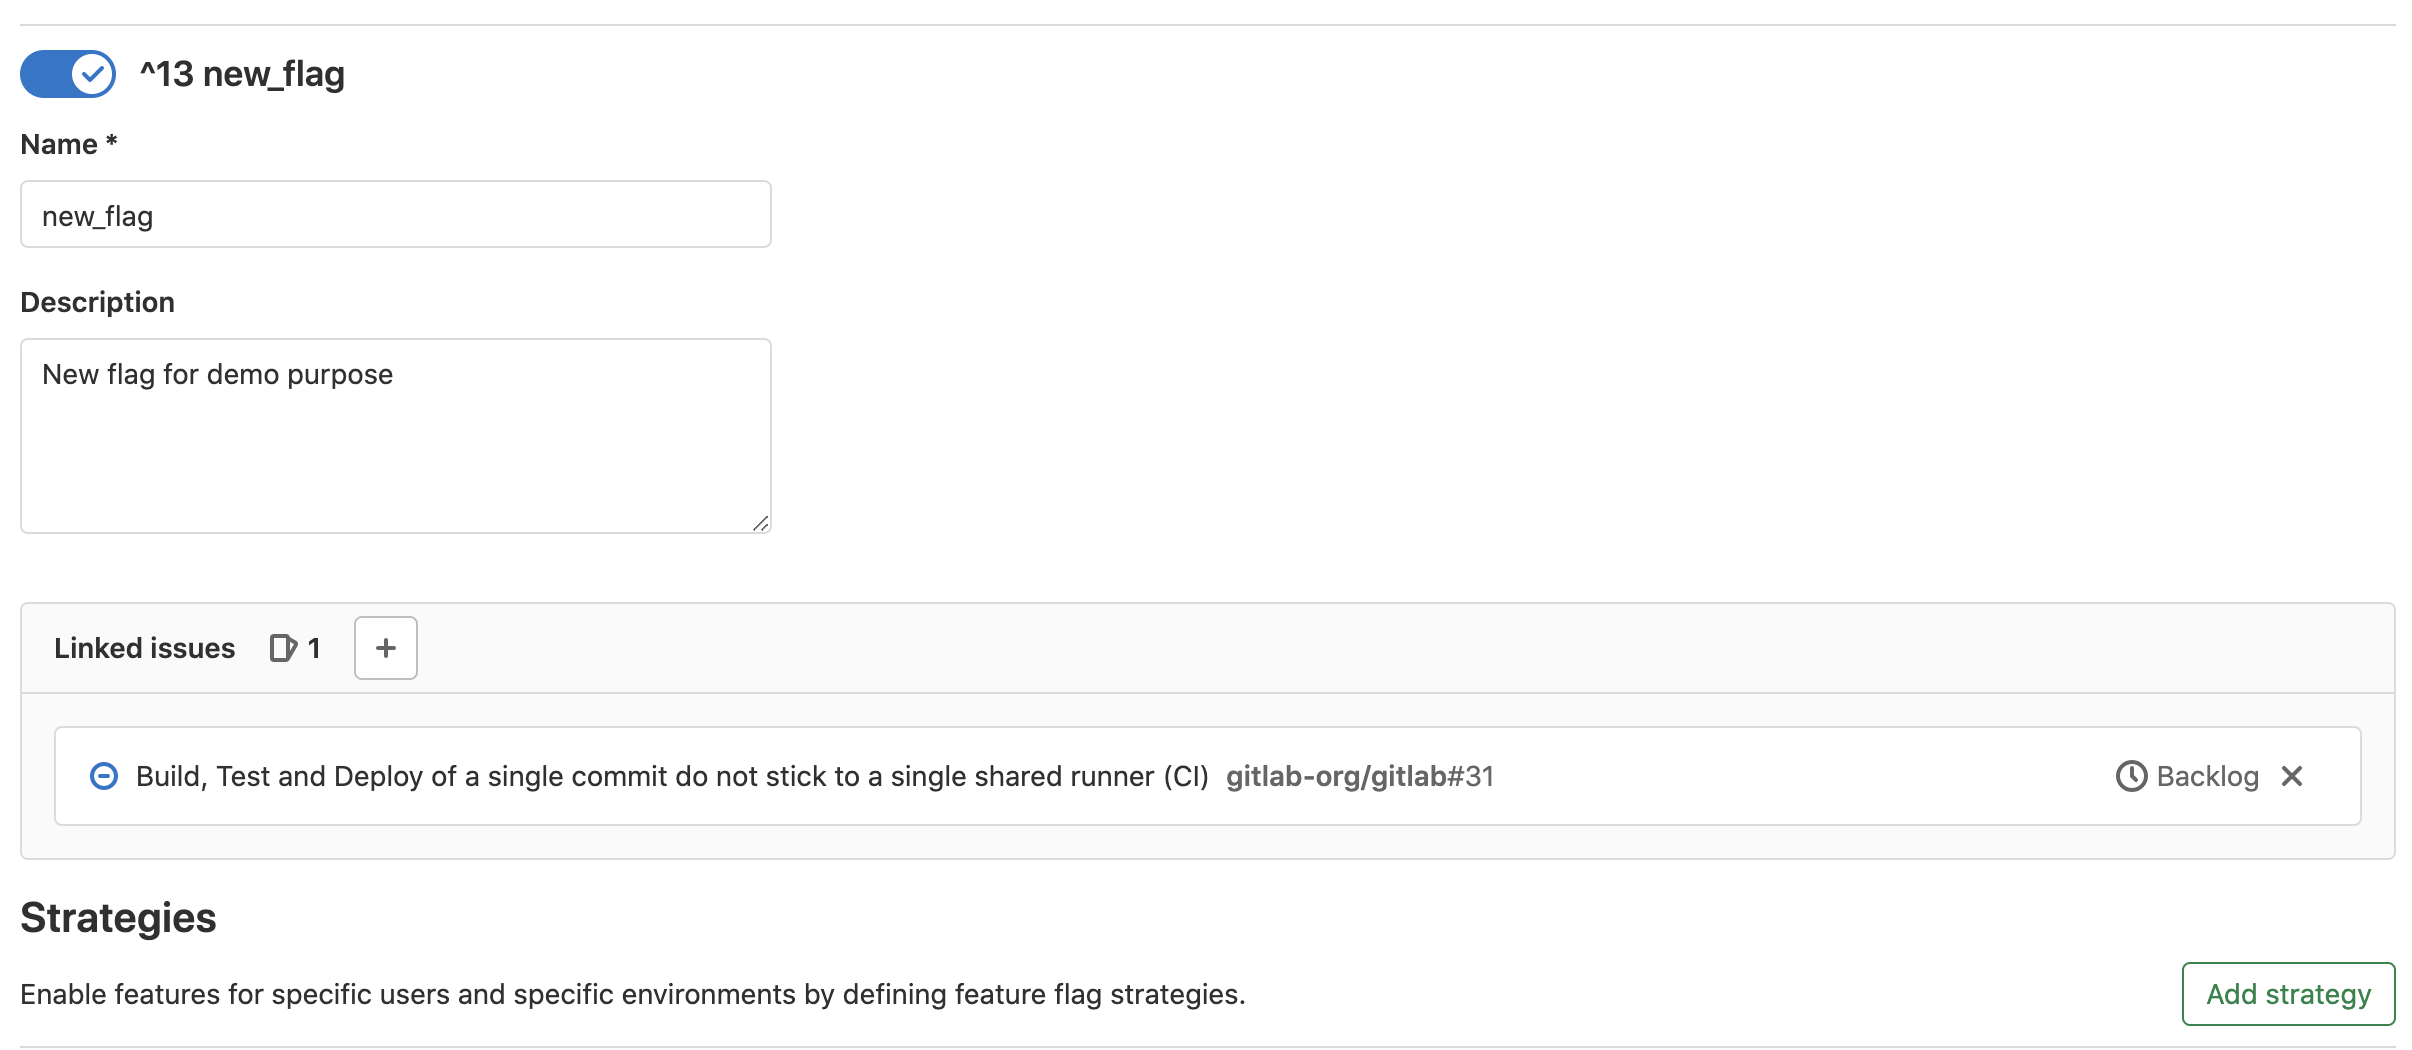 ^13 new_flag
Name *
new_flag
Description
New flag for demo purpose
Linked issues 1 +
Build, Test and Deploy of a single commit do not stick to a single shared runner (CI) gitlab-org/gitlab#31 Backlog
Strategies
Enable features for specific users and specific environments by defining feature flag strategies. Add strategy